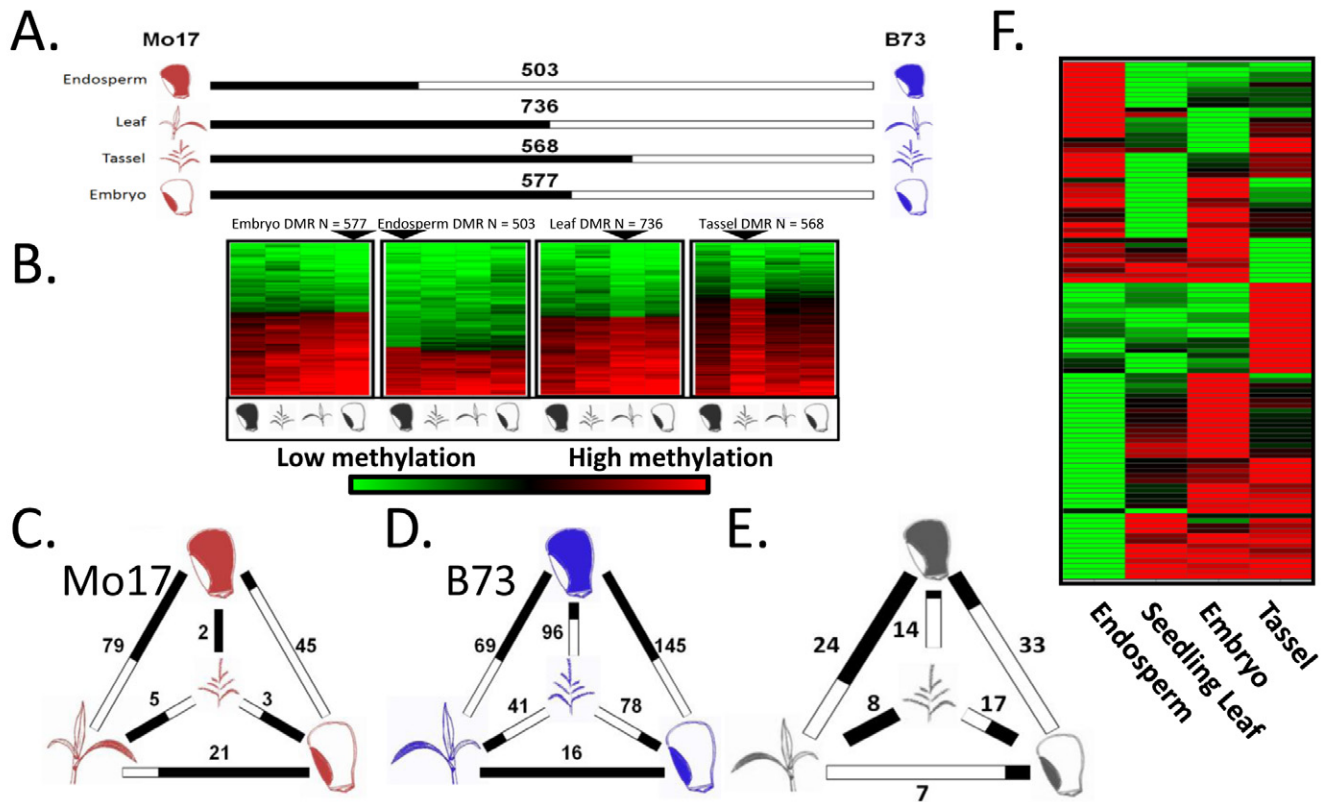 A.
Mo17
B73
Endosperm
503
Leaf
736
Tassel
568
Embryo
577
B.
Embryo DMR N = 577
Endosperm DMR N = 503
Leaf DMR N = 736
Tassel DMR N = 568
Low methylation
High methylation
C.
Mo17
79
2
45
5
3
21
D.
B73
69
96
145
41
78
16
E.
24
14
33
8
17
7
F.
Endosperm
Seedling Leaf
Embryo
Tassel